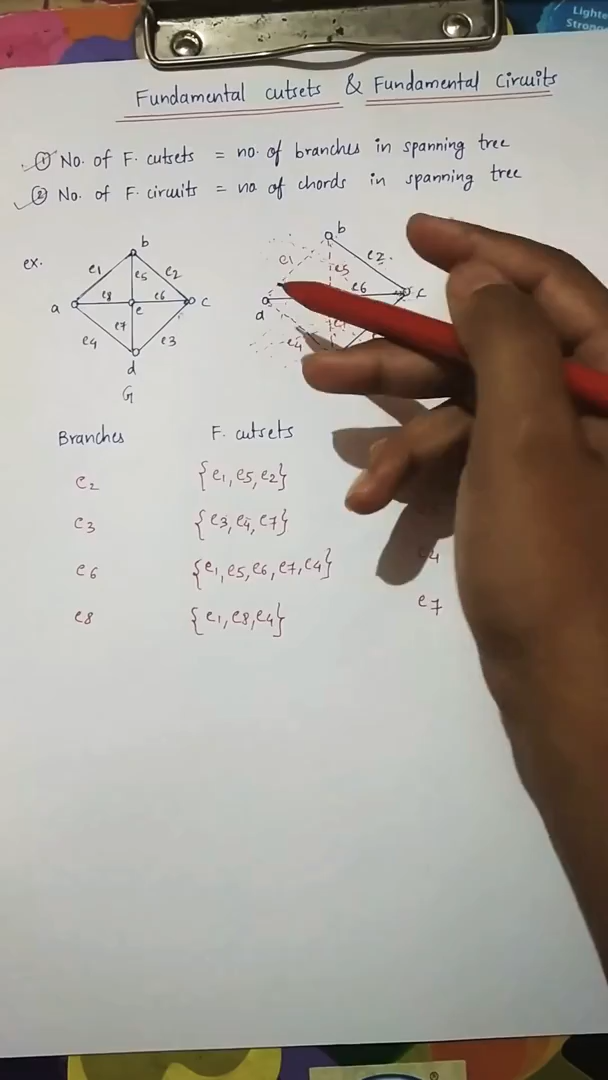 Lighte
Stron
Fundamental cutsets & Fundamental Circuits
① No. of F. cutsets = no. of branches in spanning tree
② No. of F. circuits = no. of chords in spanning tree
ex.
b b
e1 e5 e2 e1 e5 e2
a e8 e e6 c a e6 c
e4 e7 e3 e4
d
G
Branches F. cutsets
e2 {e1, e5, e2}
e3 {e3, e4, e7}
e6 {e1, e5, e6, e7, e4} e4
e8 {e1, e8, e4} e7